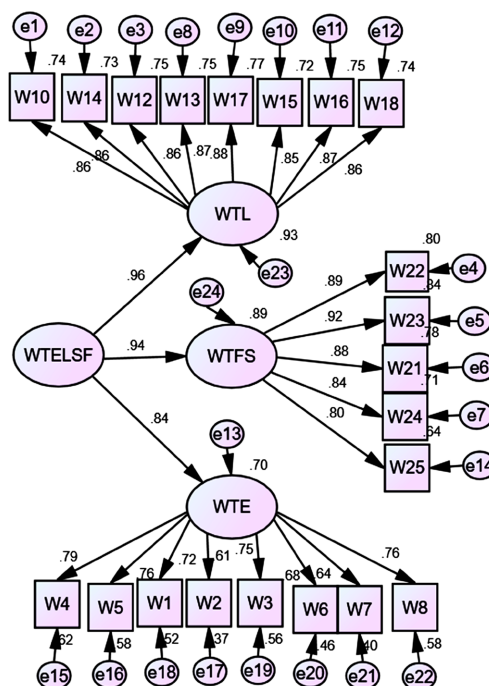 e1 e2 e3 e8 e9 e10 e11 e12
.74 .73 .75 .75 .77 .72 .75 .74
W10 W14 W12 W13 W17 W15 W16 W18
.86 .86 .86 .87 .88 .85 .87 .86
WTL
.93
e23
.96
e24
.89
.80
W22 e4
.89
.84
W23 e5
.92
.78
WTELSF .94 WTFS .88 W21 e6
.71
.84 W24 e7
.64
.80 W25 e14
.84
e13
.70
WTE
.79 .76 .72 .61 .75 .68 .64 .76
W4 W5 W1 W2 W3 W6 W7 W8
.62 .58 .52 .37 .56 .46 .40 .58
e15 e16 e18 e17 e19 e20 e21 e22